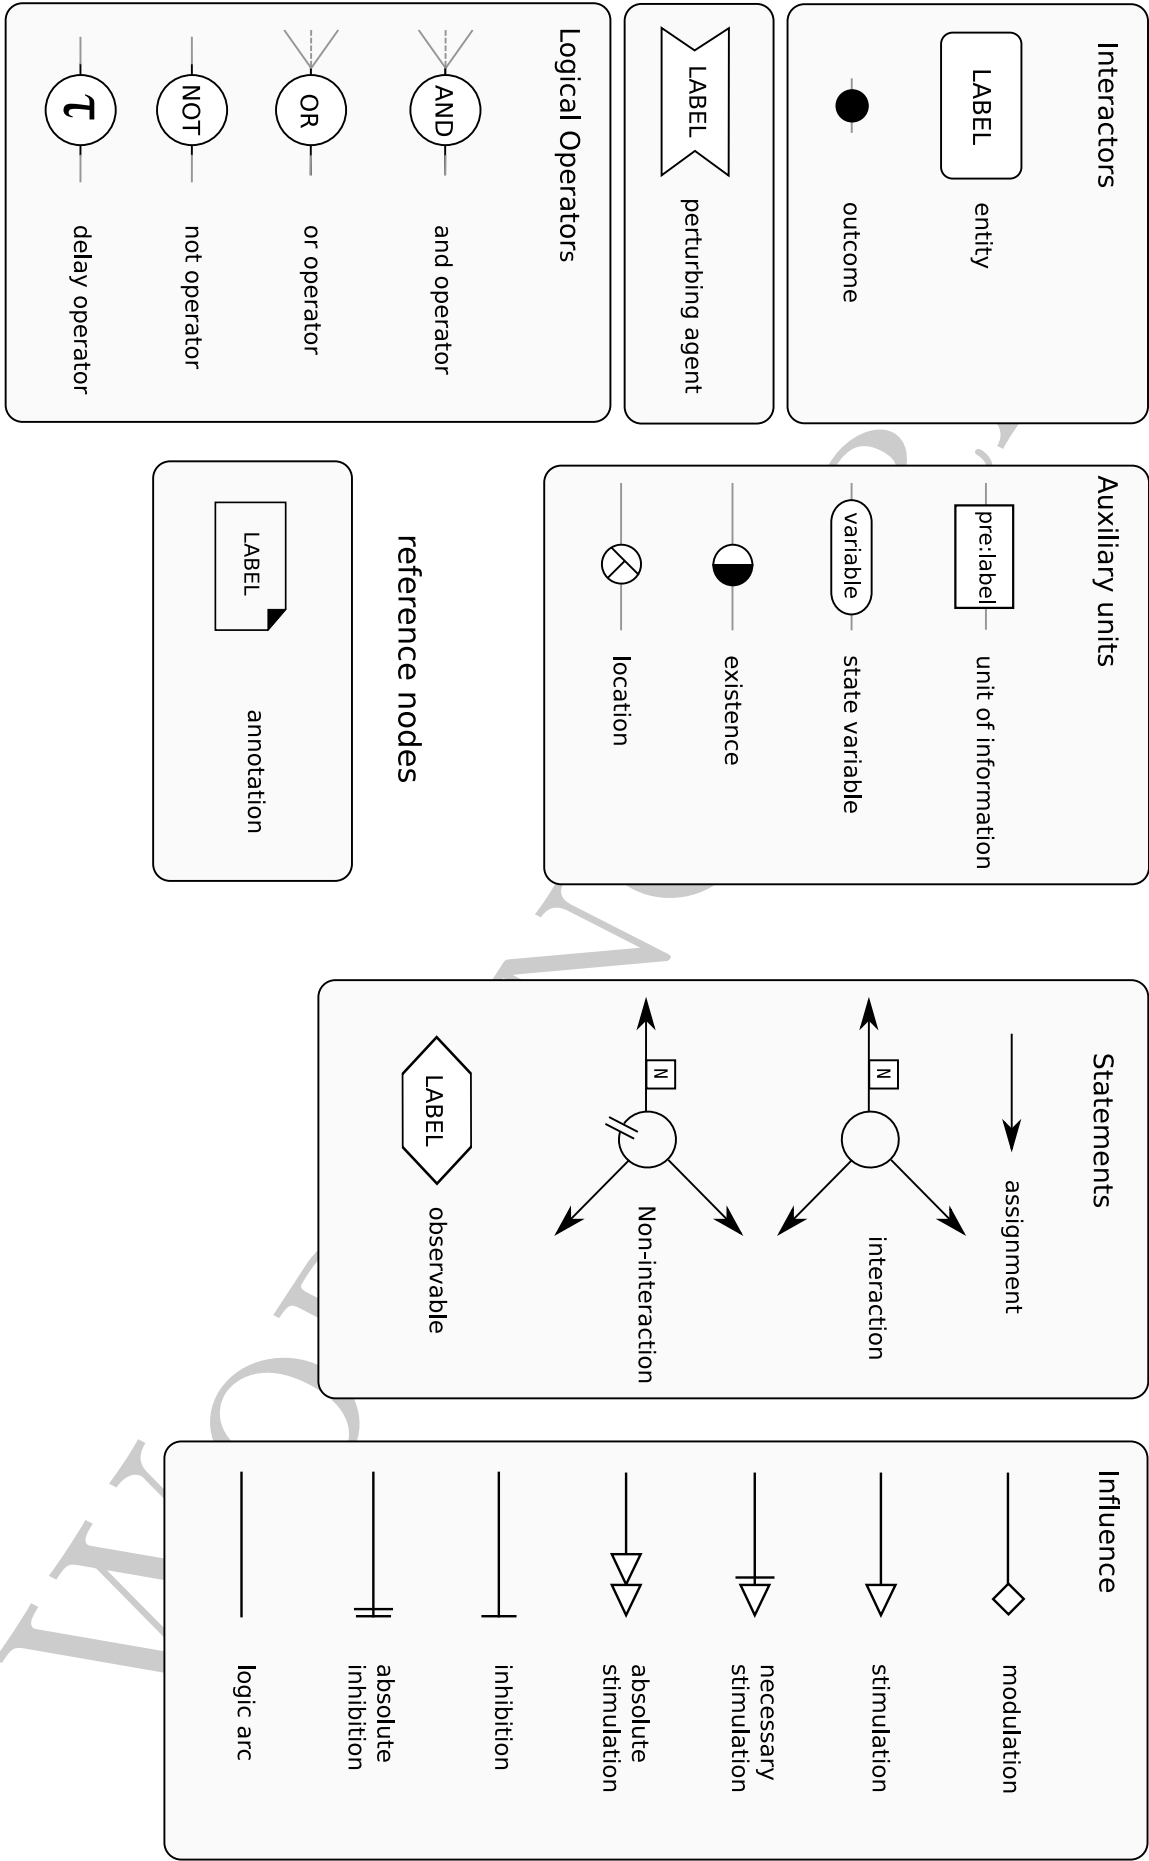 Interactors
LABEL
entity
outcome
LABEL
perturbing agent
Logical Operators
AND
and operator
OR
or operator
NOT
not operator
τ
delay operator
Auxiliary units
pre:label
unit of information
variable
state variable
existence
location
reference nodes
LABEL
annotation
Statements
assignment
N
interaction
N
Non-interaction
LABEL
observable
Influence
modulation
stimulation
necessary
stimulation
absolute
stimulation
inhibition
absolute
inhibition
logic arc